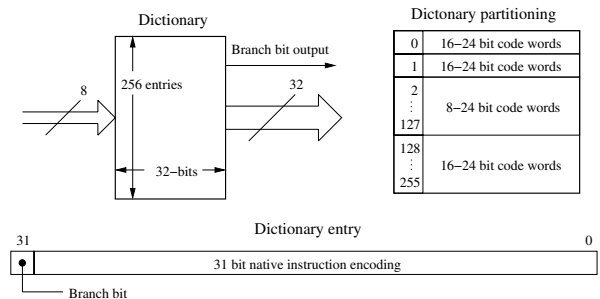 Dictionary
Dictonary partitioning
Branch bit output
8
256 entries
32
32−bits
0 16−24 bit code words
1 16−24 bit code words
2
⋮
127
8−24 bit code words
128
⋮
255
16−24 bit code words
Dictionary entry
31 0
31 bit native instruction encoding
Branch bit